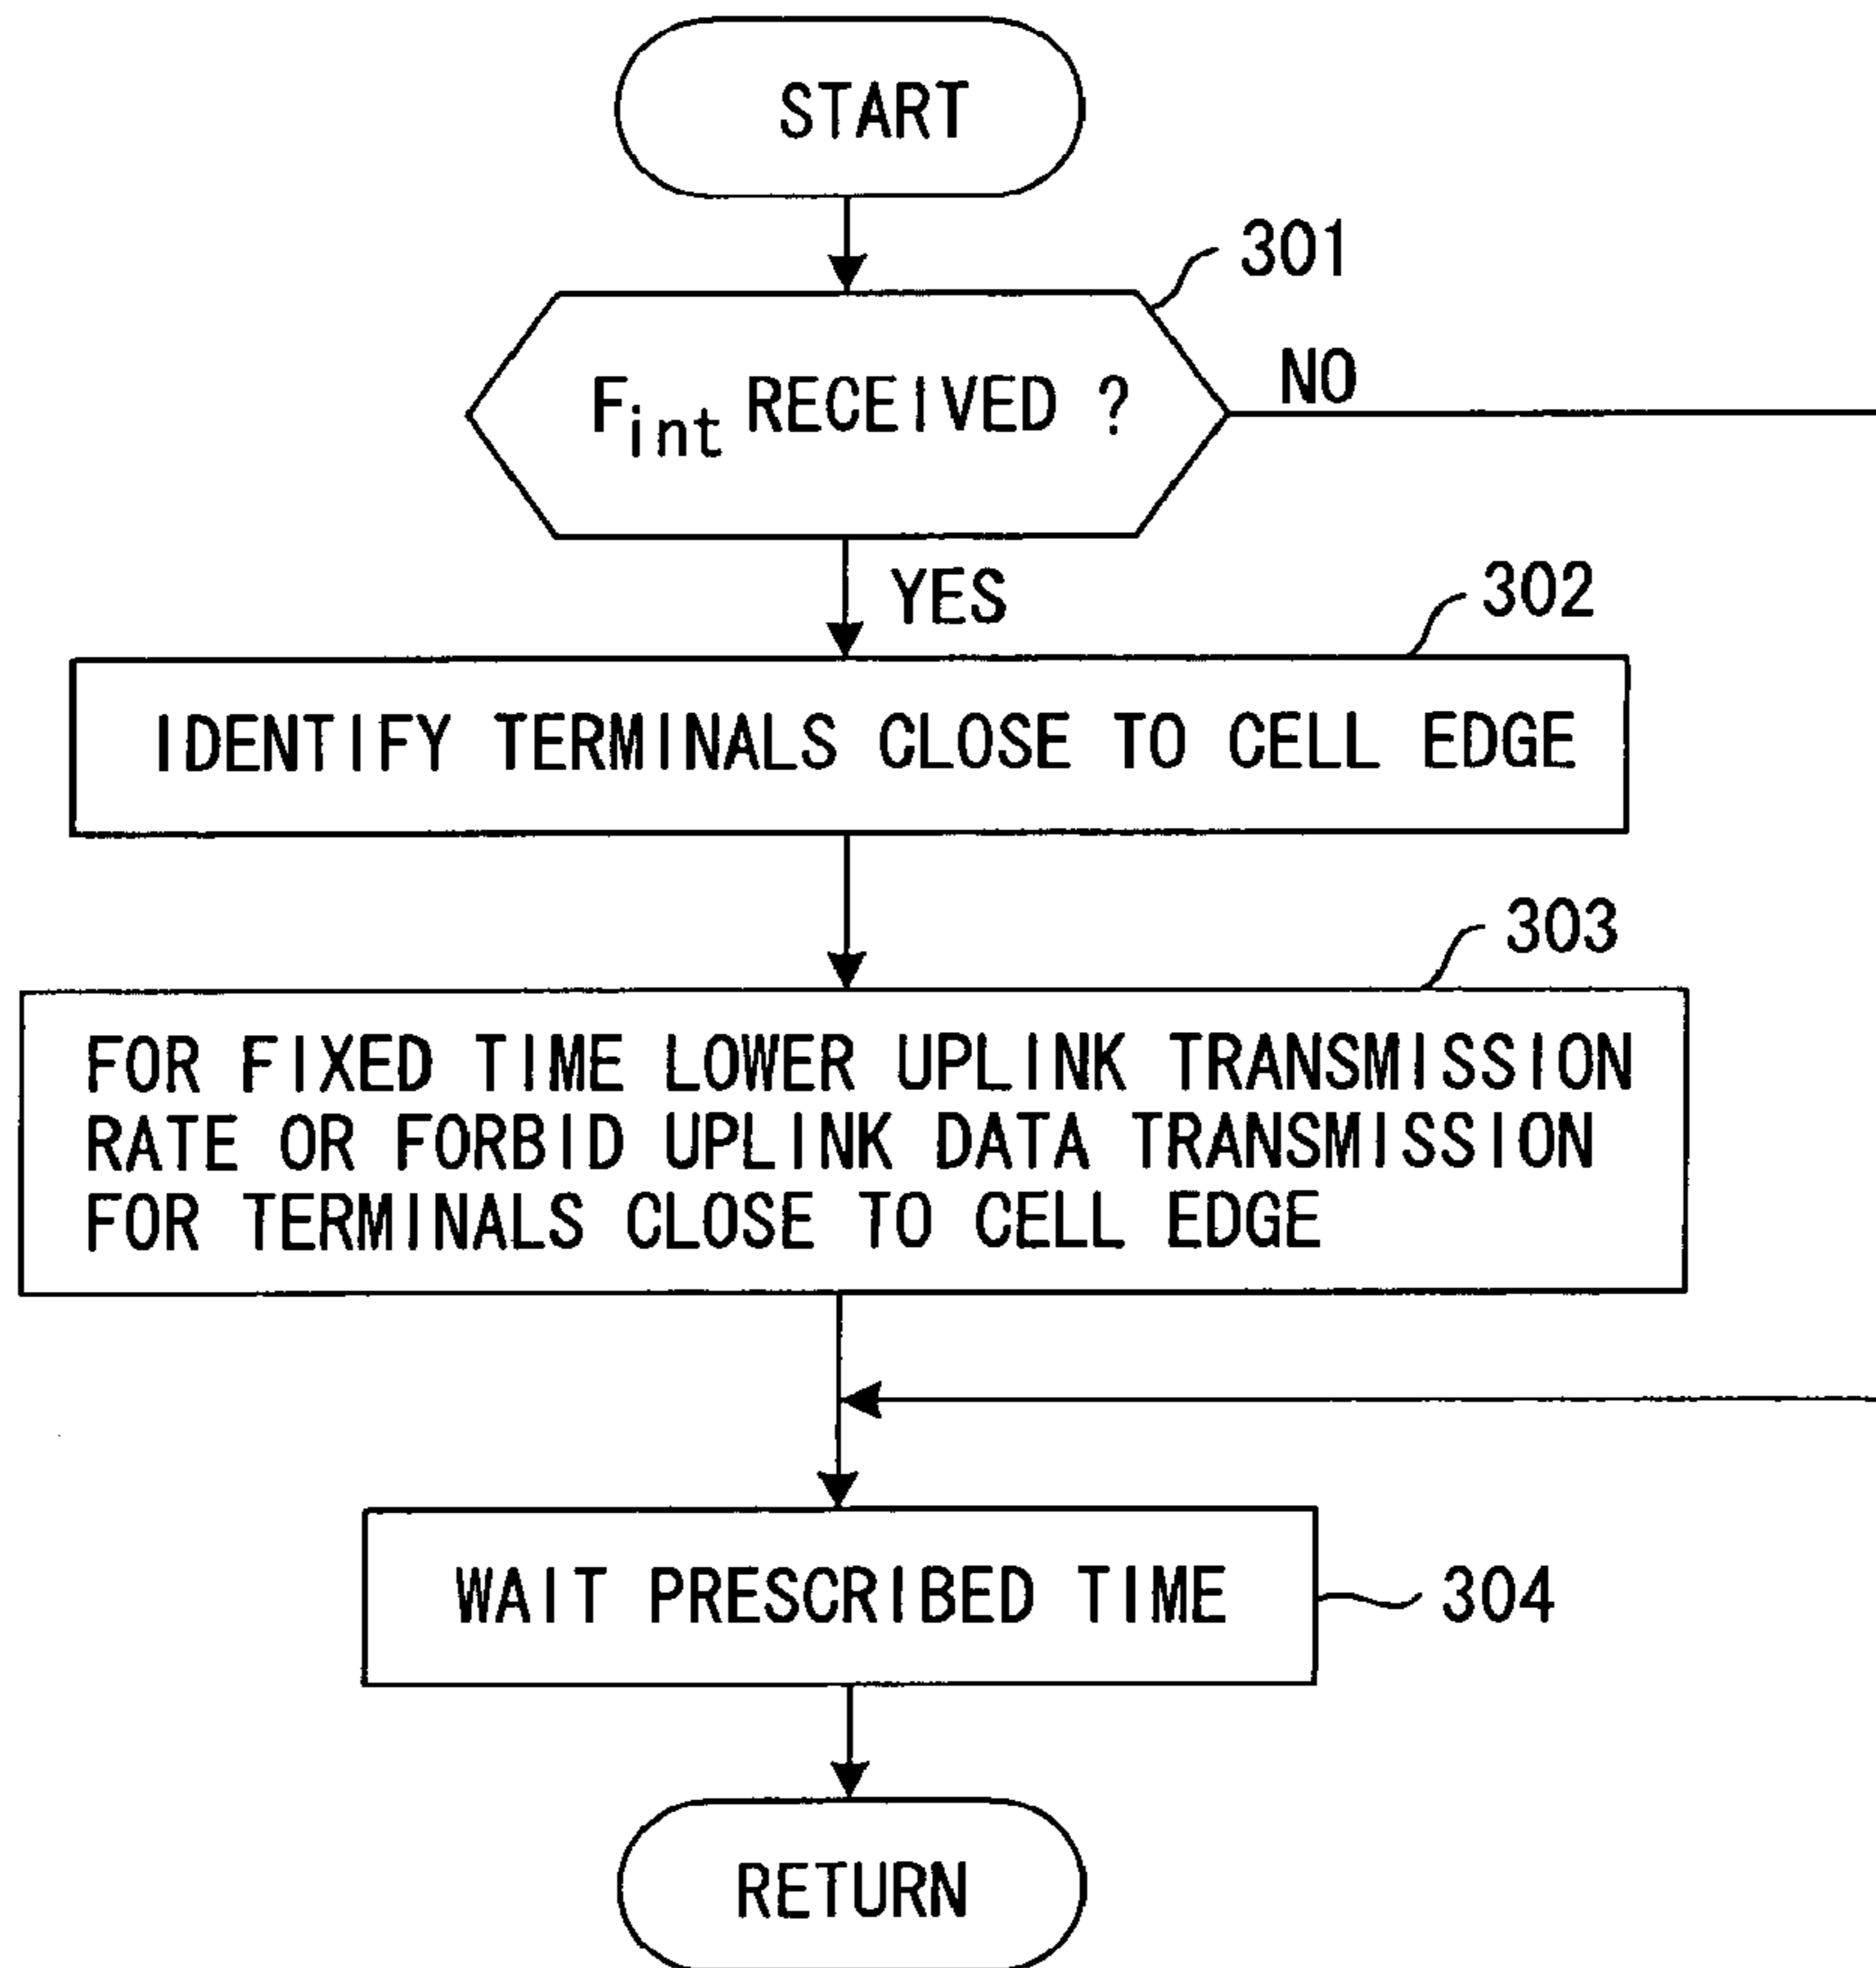 START
301
F_int RECEIVED ?
NO
YES
302
IDENTIFY TERMINALS CLOSE TO CELL EDGE
303
FOR FIXED TIME LOWER UPLINK TRANSMISSION
RATE OR FORBID UPLINK DATA TRANSMISSION
FOR TERMINALS CLOSE TO CELL EDGE
WAIT PRESCRIBED TIME
304
RETURN